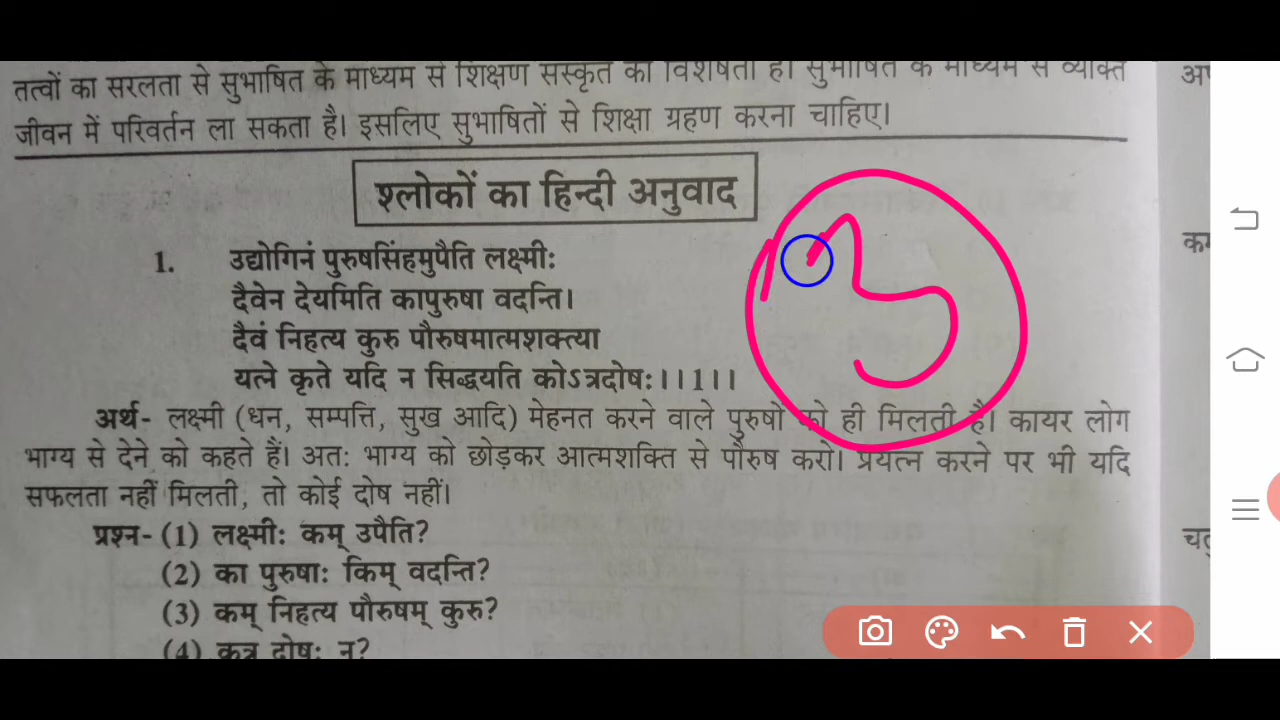 तत्वों का सरलता से सुभाषित के माध्यम से शिक्षण संस्कृत की विशेषता है। सुभाषित के माध्यम से व्यक्ति
जीवन में परिवर्तन ला सकता है। इसलिए सुभाषितों से शिक्षा ग्रहण करना चाहिए।
श्लोकों का हिन्दी अनुवाद
1. उद्योगिनं पुरुषसिंहमुपैति लक्ष्मीः
दैवेन देयमिति कापुरुषा वदन्ति।
दैवं निहत्य कुरु पौरुषमात्मशक्त्या
यत्ने कृते यदि न सिद्धयति कोऽत्रदोषः।।1।।
अर्थ- लक्ष्मी (धन, सम्पत्ति, सुख आदि) मेहनत करने वाले पुरुषों को ही मिलती है। कायर लोग
भाग्य से देने को कहते हैं। अतः भाग्य को छोड़कर आत्मशक्ति से पौरुष करो। प्रयत्न करने पर भी यदि
सफलता नहीं मिलती, तो कोई दोष नहीं।
प्रश्न- (1) लक्ष्मीः कम् उपैति?
(2) का पुरुषाः किम् वदन्ति?
(3) कम् निहत्य पौरुषम् कुरु?
(4) कुत्र दोषः न?